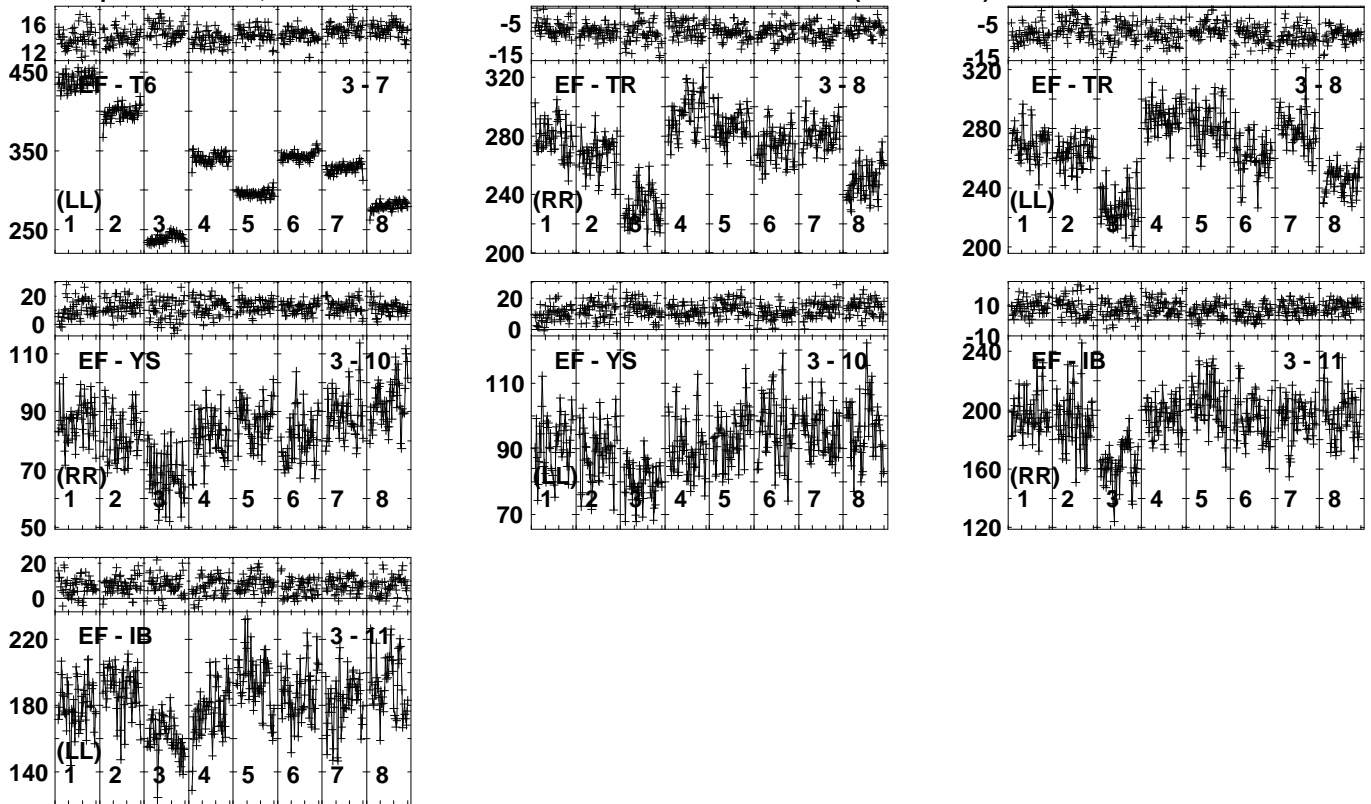 16
12
450
EF - T6 3 - 7
350
(LL)
250
1 2 3 4 5 6 7 8
-5
-15
320
EF - TR 3 - 8
280
240
(RR)
1 2 3 4 5 6 7 8
200
-5
-15
320
EF - TR 3 - 8
280
240
(LL)
1 2 3 4 5 6 7 8
200
20
0
110
EF - YS 3 - 10
90
70
(RR)
1 2 3 4 5 6 7 8
50
20
10
0
110
EF - YS 3 - 10
90
(LL)
1 2 3 4 5 6 7 8
70
10
-10
240
EF - IB 3 - 11
200
160
(RR)
1 2 3 4 5 6 7 8
120
20
0
220
EF - IB 3 - 11
180
(LL)
140
1 2 3 4 5 6 7 8